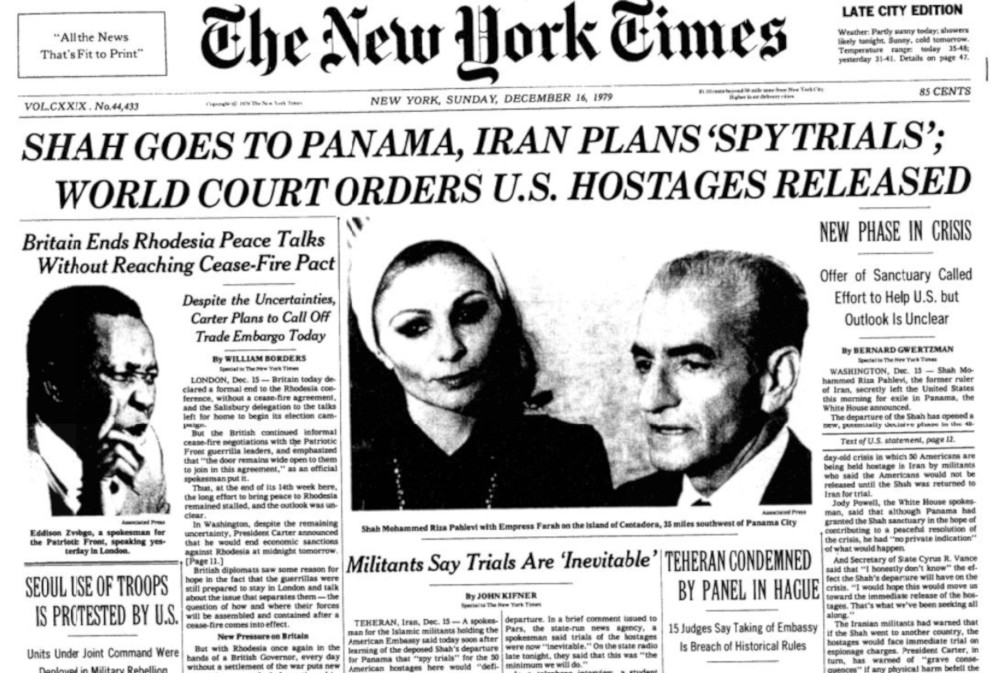 "All the News
That's Fit to Print"
The New York Times
LATE CITY EDITION
Weather: Partly sunny today; showers
likely tonight. Sunny, cold tomorrow.
Temperature range: today 35-48;
yesterday 31-41. Details on page 47.
VOL.CXXIX . No.44,433
Copyright © 1979 The New York Times
NEW YORK, SUNDAY, DECEMBER 16, 1979
85 CENTS
SHAH GOES TO PANAMA, IRAN PLANS 'SPY TRIALS';
WORLD COURT ORDERS U.S. HOSTAGES RELEASED
Britain Ends Rhodesia Peace Talks
Without Reaching Cease-Fire Pact
Associated Press
Eddison Zvobgo, a spokesman for
the Patriotic Front, speaking yes-
terday in London.
Despite the Uncertainties,
Carter Plans to Call Off
Trade Embargo Today
By WILLIAM BORDERS
Special to The New York Times
LONDON, Dec. 15 — Britain today de-
clared a formal end to the Rhodesia con-
ference, without a cease-fire agreement,
and the Salisbury delegation to the talks
left for home to begin its election cam-
paign.
But the British continued informal
cease-fire negotiations with the Patriotic
Front guerrilla leaders, and emphasized
that "the door remains wide open to them
to join in this agreement," as an official
spokesman put it.
Thus, at the end of its 14th week here,
the long effort to bring peace to Rhodesia
remained stalled, and the outlook was un-
clear.
In Washington, despite the remaining
uncertainty, President Carter announced
that he would end economic sanctions
against Rhodesia at midnight tomorrow.
[Page 11.]
British diplomats saw some reason for
hope in the fact that the guerrillas were
still prepared to stay in London and talk
about the issue that separates them — the
question of how and where their forces
will be assembled and contained after a
cease-fire comes into effect.
New Pressure on Britain
But with Rhodesia once again in the
hands of a British Governor, every day
without a settlement of the war puts new
SEOUL USE OF TROOPS
IS PROTESTED BY U.S.
Units Under Joint Command Were
Deployed in Military Rebellion
Associated Press
Shah Mohammed Riza Pahlevi with Empress Farah on the island of Contadora, 35 miles southwest of Panama City
Militants Say Trials Are 'Inevitable'
By JOHN KIFNER
Special to The New York Times
TEHERAN, Iran, Dec. 15 — A spokes-
man for the Islamic militants holding the
American Embassy said today soon after
learning of the deposed Shah's departure
for Panama that "spy trials" for the 50
American hostages here would "defi-
departure. In a brief comment issued to
Pars, the state-run news agency, a
spokesman said trials of the hostages
were now "inevitable." On the state radio
late tonight, they said that this was "the
minimum we will do."
TEHERAN CONDEMNED
BY PANEL IN HAGUE
15 Judges Say Taking of Embassy
Is Breach of Historical Rules
NEW PHASE IN CRISIS
Offer of Sanctuary Called
Effort to Help U.S. but
Outlook Is Unclear
By BERNARD GWERTZMAN
Special to The New York Times
WASHINGTON, Dec. 15 — Shah Mo-
hammed Riza Pahlevi, the former ruler
of Iran, secretly left the United States
this morning for exile in Panama, the
White House announced.
The departure of the Shah has opened a
new, potentially decisive phase in the 42-
Text of U.S. statement, page 12.
day-old crisis in which 50 Americans are
being held hostage in Iran by militants
who said the Americans would not be
released until the Shah was returned to
Iran for trial.
Jody Powell, the White House spokes-
man, said that although Panama had
granted the Shah sanctuary in the hope of
contributing to a peaceful resolution of
the crisis, he had "no private indication"
of what would happen.
And Secretary of State Cyrus R. Vance
said that "I honestly don't know" the ef-
fect the Shah's departure will have on the
crisis. "I would hope this would move us
toward the immediate release of the hos-
tages. That's what we've been seeking all
along."
The Iranian militants had warned that
if the Shah went to another country, the
hostages would face immediate trial on
espionage charges. President Carter, in
turn, has warned of "grave conse-
quences" if any physical harm befell the